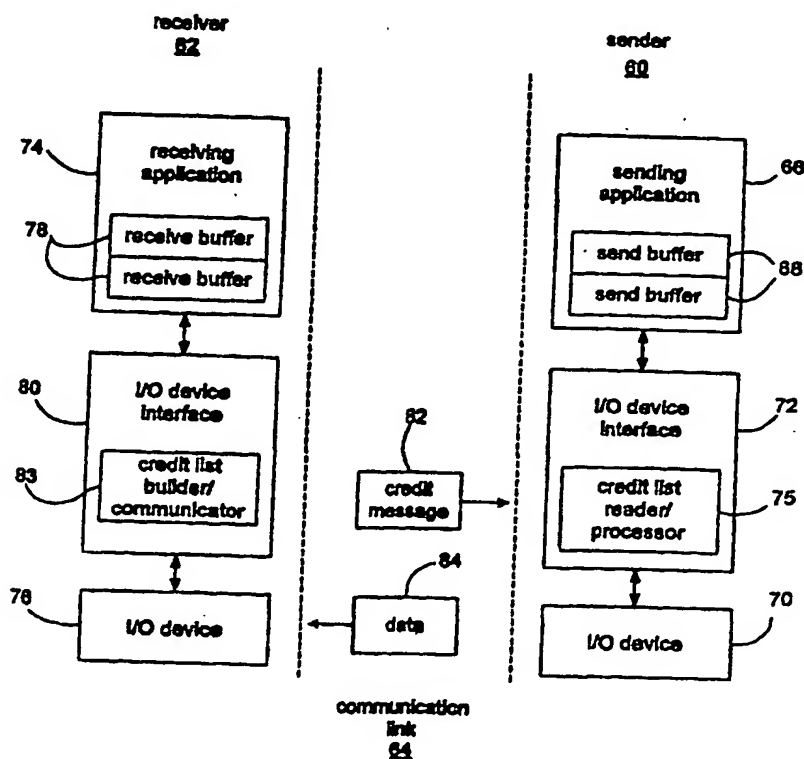 receiver
62
sender
60
74
receiving
application
78
receive buffer
receive buffer
66
sending
application
send buffer
send buffer
80
I/O device
interface
83
credit list
builder/
communicator
82
credit
message
72
I/O device
interface
credit list
reader/
processor
75
76
I/O device
84
data
70
I/O device
communication
link
64